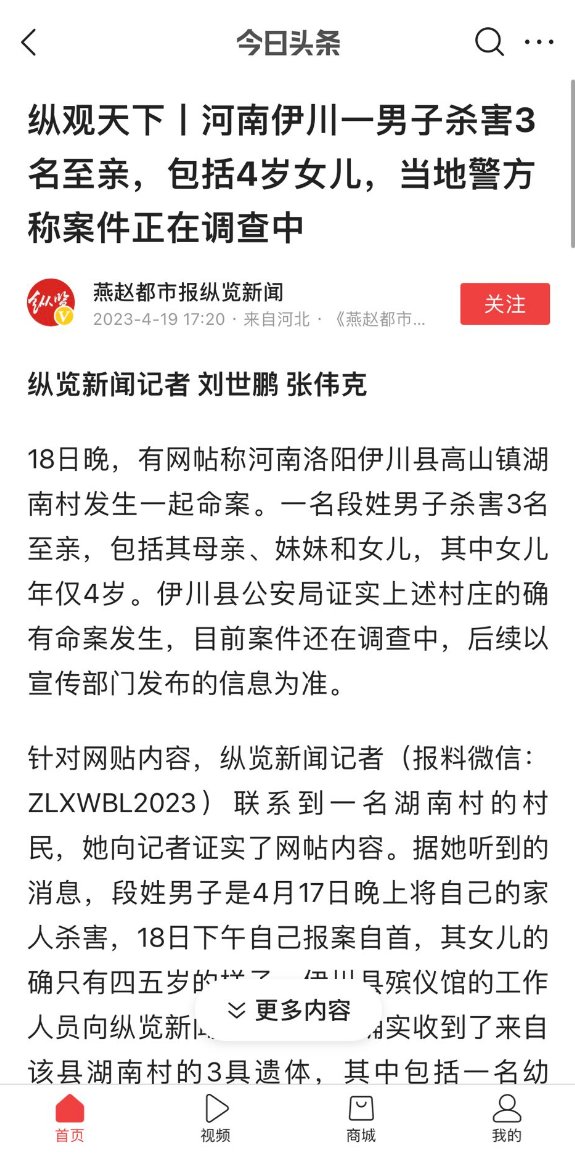 今日头条
纵观天下丨河南伊川一男子杀害3
名至亲，包括4岁女儿，当地警方
称案件正在调查中
纵览
V
燕赵都市报纵览新闻
2023-4-19 17:20 · 来自河北 · 《燕赵都市...
关注
纵览新闻记者 刘世鹏 张伟克
18日晚，有网帖称河南洛阳伊川县高山镇湖
南村发生一起命案。一名段姓男子杀害3名
至亲，包括其母亲、妹妹和女儿，其中女儿
年仅4岁。伊川县公安局证实上述村庄的确
有命案发生，目前案件还在调查中，后续以
宣传部门发布的信息为准。
针对网贴内容，纵览新闻记者（报料微信：
ZLXWBL2023）联系到一名湖南村的村
民，她向记者证实了网帖内容。据她听到的
消息，段姓男子是4月17日晚上将自己的家
人杀害，18日下午自己报案自首，其女儿的
确只有四五岁的样子。伊川县殡仪馆的工作
更多内容
人员向纵览新闻 确实收到了来自
该县湖南村的3具遗体，其中包括一名幼
首页
视频
商城
我的